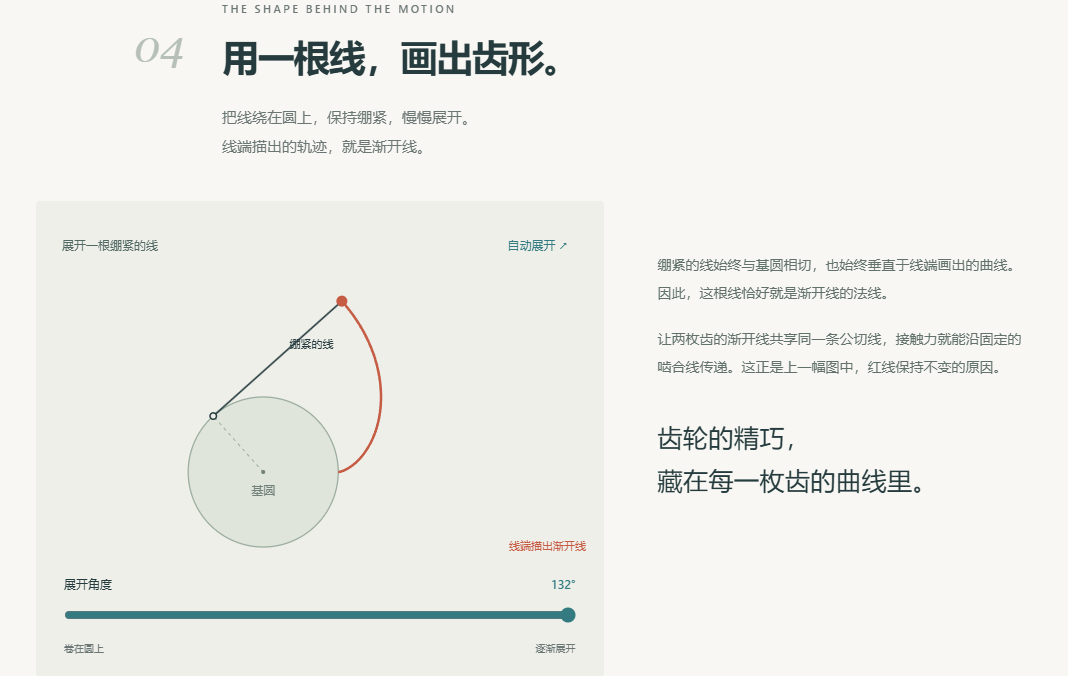 THE SHAPE BEHIND THE MOTION
04
用一根线，画出齿形。
把线绕在圆上，保持绷紧，慢慢展开。
线端描出的轨迹，就是渐开线。
展开一根绷紧的线
自动展开 ↗
绷紧的线
基圆
线端描出渐开线
展开角度
132°
卷在圆上
逐渐展开
绷紧的线始终与基圆相切，也始终垂直于线端画出的曲线。
因此，这根线恰好就是渐开线的法线。
让两枚齿的渐开线共享同一条公切线，接触力就能沿固定的
啮合线传递。这正是上一幅图中，红线保持不变的原因。
齿轮的精巧，
藏在每一枚齿的曲线里。